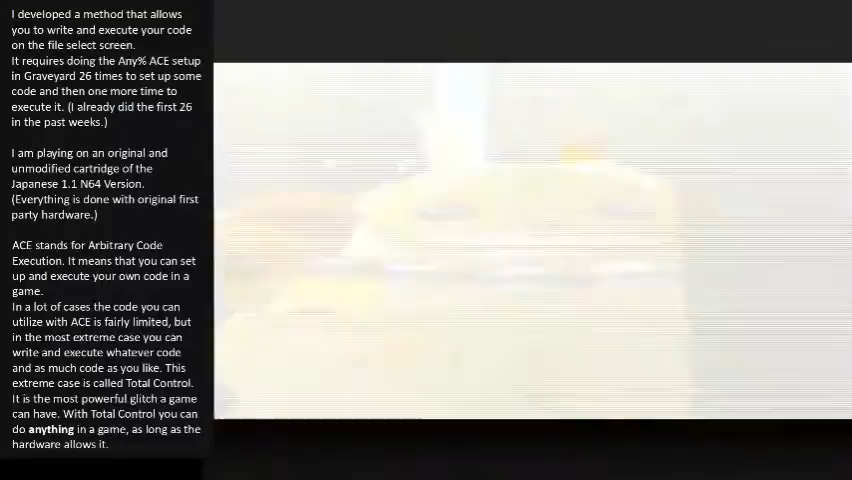 I developed a method that allows
you to write and execute your code
on the file select screen.
It requires doing the Any% ACE setup
in Graveyard 26 times to set up some
code and then one more time to
execute it. (I already did the first 26
in the past weeks.)
I am playing on an original and
unmodified cartridge of the
Japanese 1.1 N64 Version.
(Everything is done with original first
party hardware.)
ACE stands for Arbitrary Code
Execution. It means that you can set
up and execute your own code in a
game.
In a lot of cases the code you can
utilize with ACE is fairly limited, but
in the most extreme case you can
write and execute whatever code
and as much code as you like. This
extreme case is called Total Control.
It is the most powerful glitch a game
can have. With Total Control you can
do anything in a game, as long as the
hardware allows it.